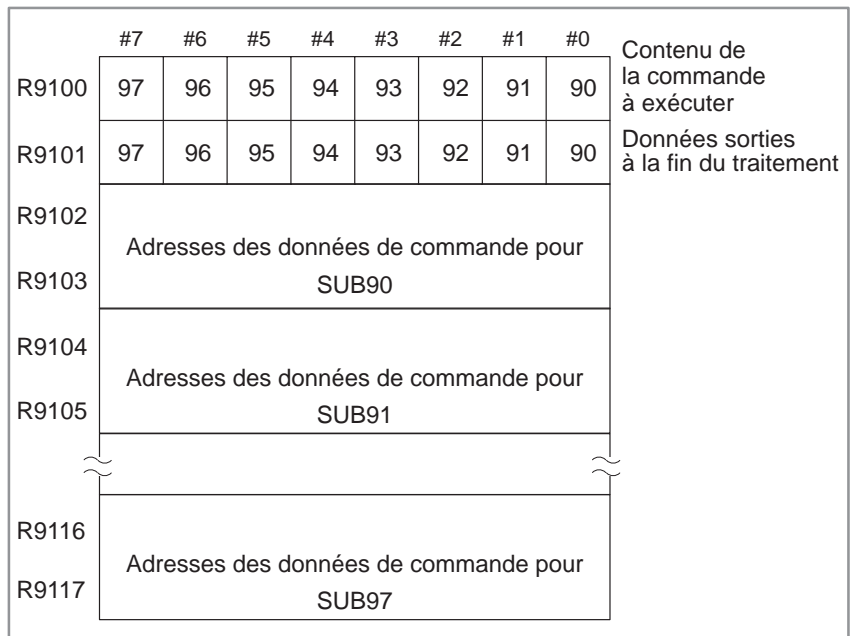 #7 #6 #5 #4 #3 #2 #1 #0
Contenu de
la commande
à exécuter
R9100 97 96 95 94 93 92 91 90
R9101 97 96 95 94 93 92 91 90
Données sorties
à la fin du traitement
R9102
Adresses des données de commande pour
R9103
SUB90
R9104
Adresses des données de commande pour
R9105
SUB91
R9116
Adresses des données de commande pour
R9117
SUB97